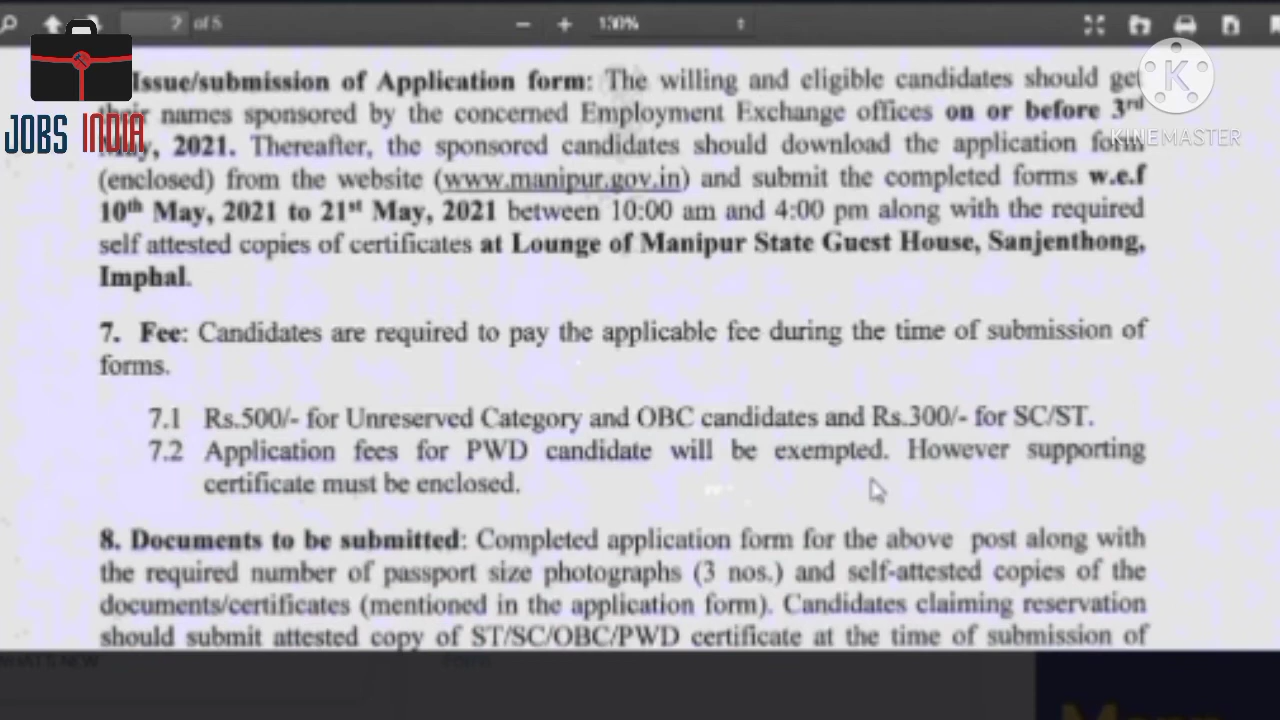 2 of 5
130%
JOBS INDIA
K
KINEMASTER
Issue/submission of Application form: The willing and eligible candidates should get
their names sponsored by the concerned Employment Exchange offices on or before 3rd
May, 2021. Thereafter, the sponsored candidates should download the application form
(enclosed) from the website (www.manipur.gov.in) and submit the completed forms w.e.f
10th May, 2021 to 21st May, 2021 between 10:00 am and 4:00 pm along with the required
self attested copies of certificates at Lounge of Manipur State Guest House, Sanjenthong,
Imphal.
7. Fee: Candidates are required to pay the applicable fee during the time of submission of
forms.
7.1 Rs.500/- for Unreserved Category and OBC candidates and Rs.300/- for SC/ST.
7.2 Application fees for PWD candidate will be exempted. However supporting
certificate must be enclosed.
8. Documents to be submitted: Completed application form for the above post along with
the required number of passport size photographs (3 nos.) and self-attested copies of the
documents/certificates (mentioned in the application form). Candidates claiming reservation
should submit attested copy of ST/SC/OBC/PWD certificate at the time of submission of
WHAT'S NEW